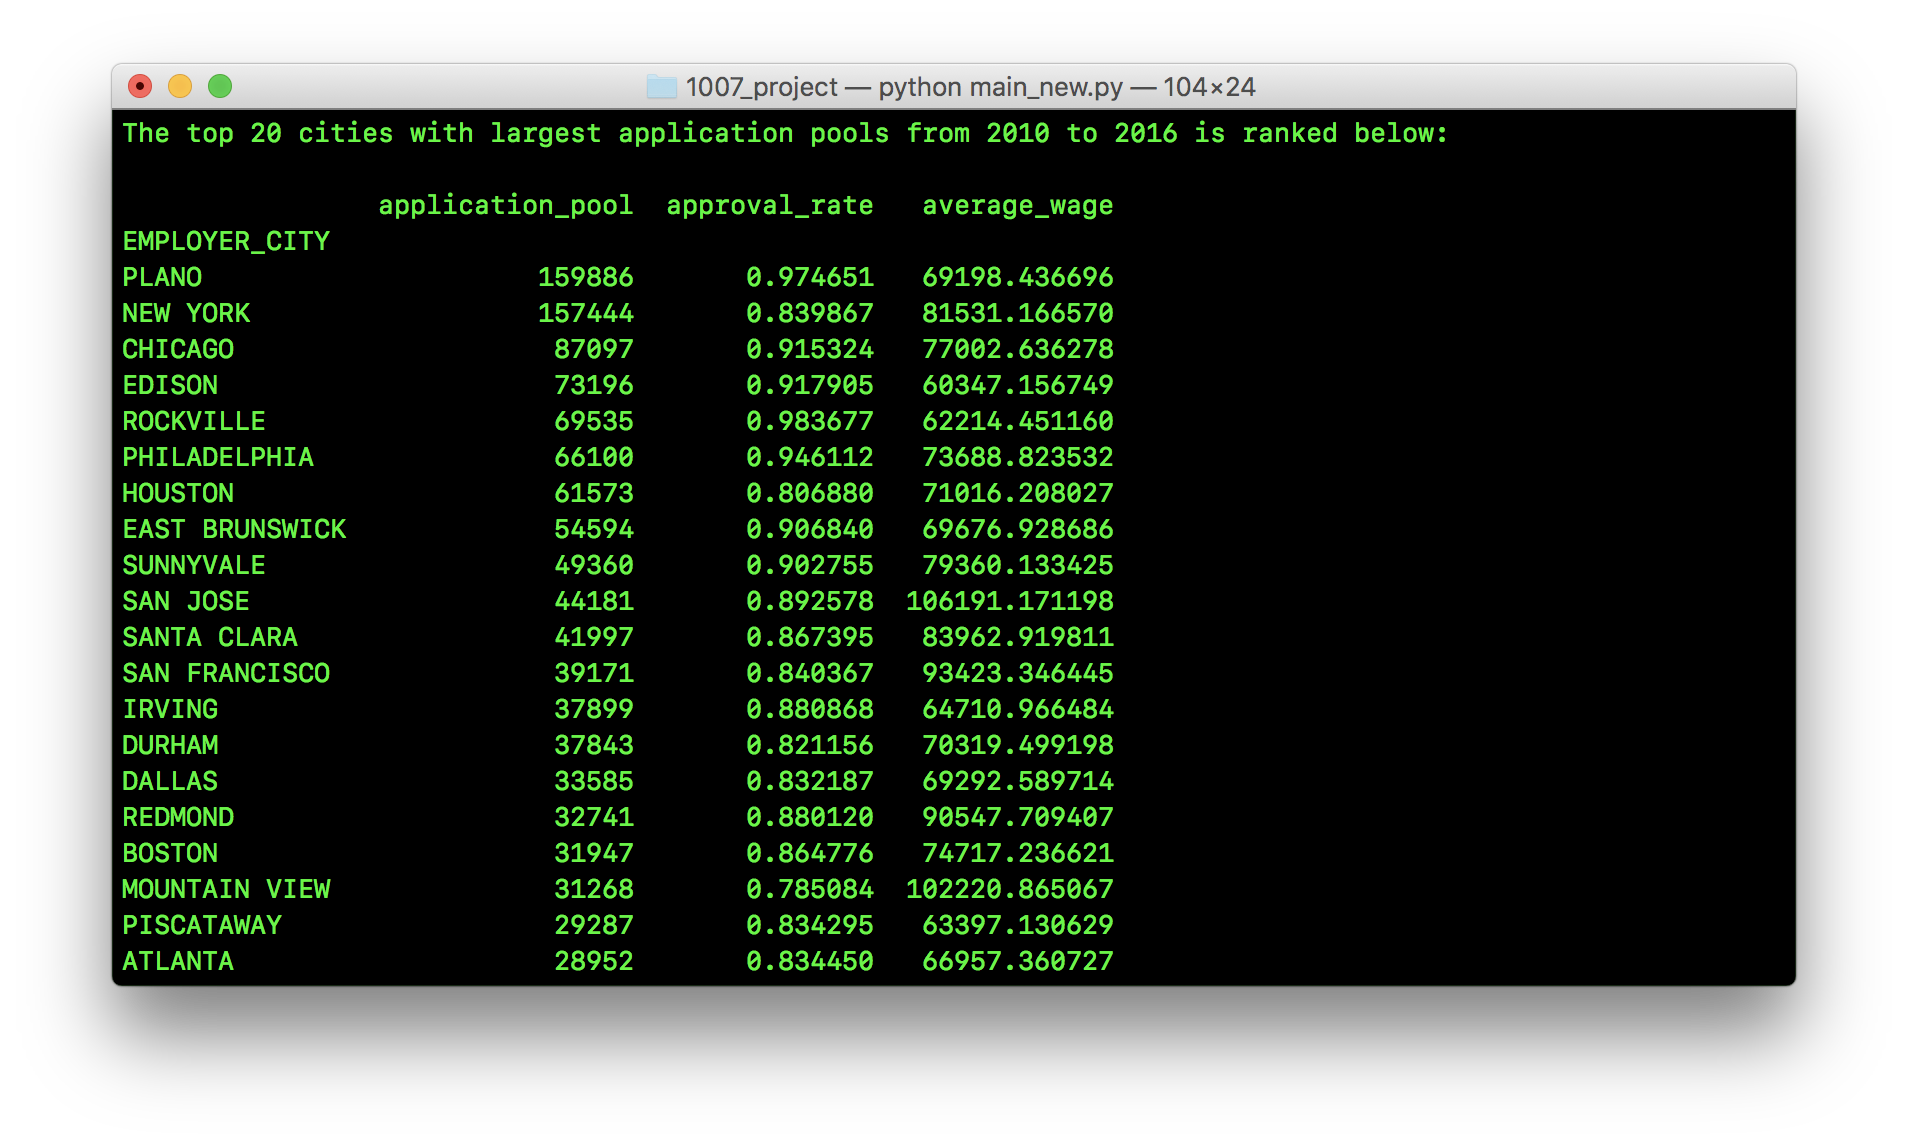 1007_project — python main_new.py — 104×24
The top 20 cities with largest application pools from 2010 to 2016 is ranked below:
application_pool  approval_rate   average_wage
EMPLOYER_CITY
PLANO                     159886       0.974651   69198.436696
NEW YORK                  157444       0.839867   81531.166570
CHICAGO                    87097       0.915324   77002.636278
EDISON                     73196       0.917905   60347.156749
ROCKVILLE                  69535       0.983677   62214.451160
PHILADELPHIA               66100       0.946112   73688.823532
HOUSTON                    61573       0.806880   71016.208027
EAST BRUNSWICK             54594       0.906840   69676.928686
SUNNYVALE                  49360       0.902755   79360.133425
SAN JOSE                   44181       0.892578  106191.171198
SANTA CLARA                41997       0.867395   83962.919811
SAN FRANCISCO              39171       0.840367   93423.346445
IRVING                     37899       0.880868   64710.966484
DURHAM                     37843       0.821156   70319.499198
DALLAS                     33585       0.832187   69292.589714
REDMOND                    32741       0.880120   90547.709407
BOSTON                     31947       0.864776   74717.236621
MOUNTAIN VIEW              31268       0.785084  102220.865067
PISCATAWAY                 29287       0.834295   63397.130629
ATLANTA                    28952       0.834450   66957.360727